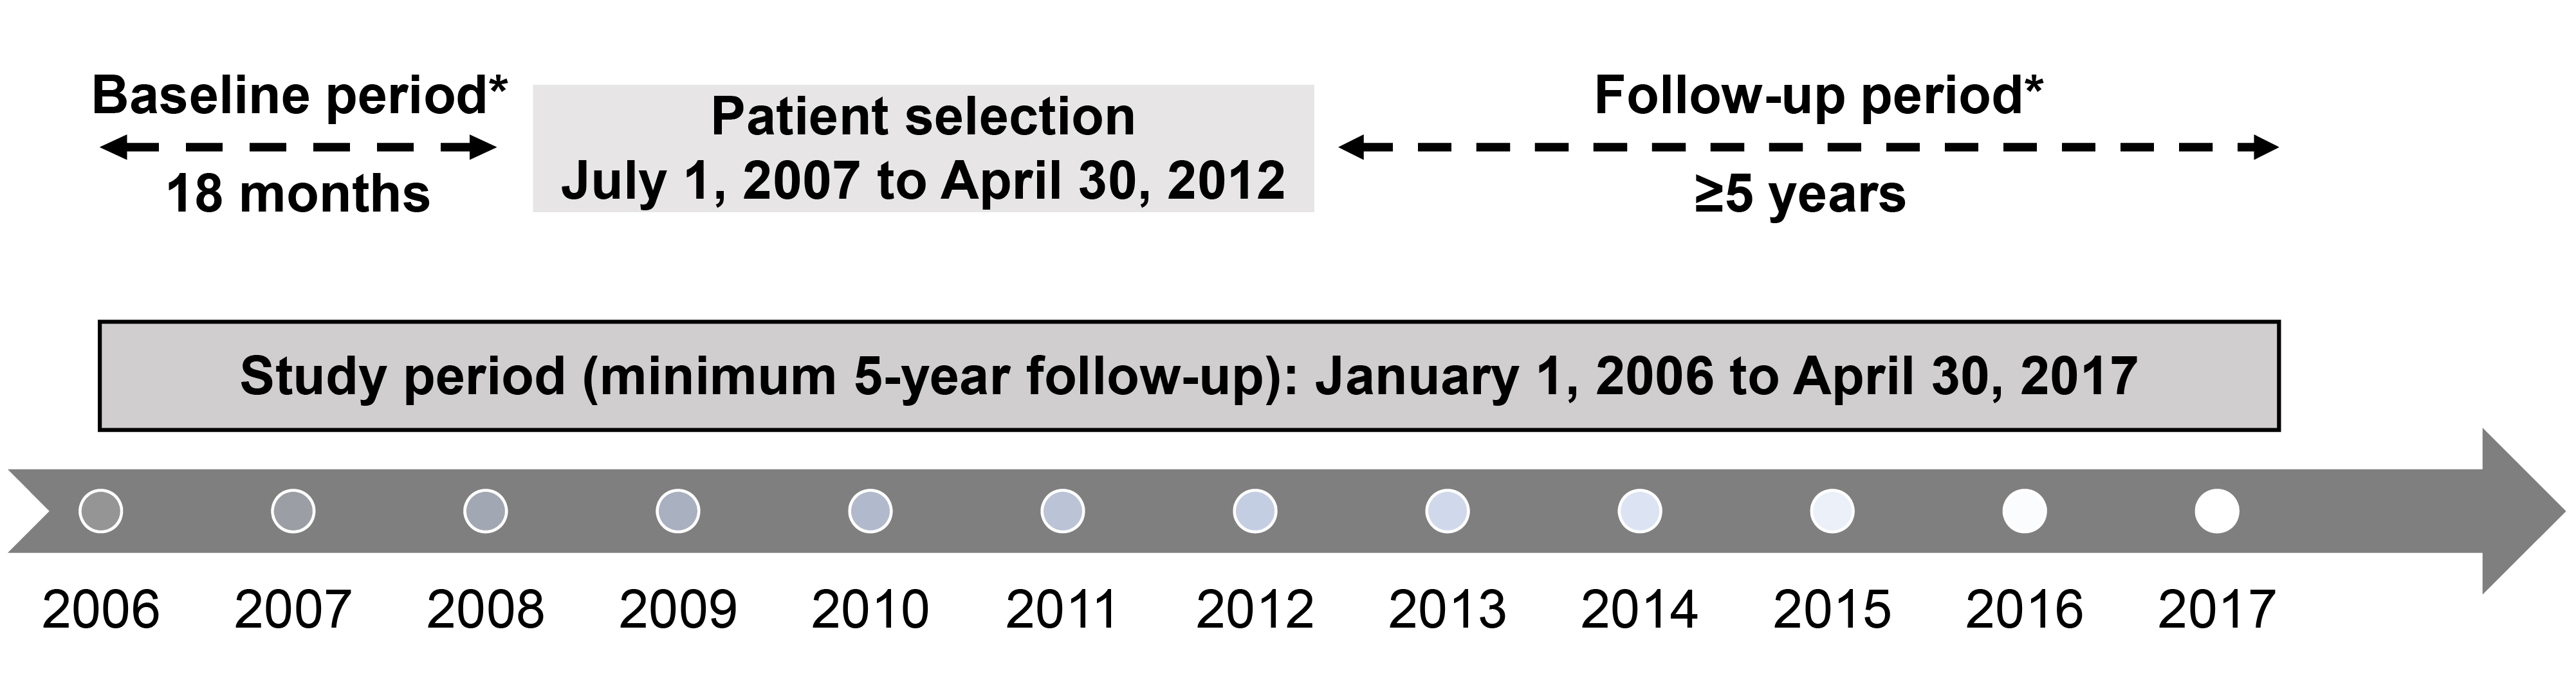 Baseline period*
18 months
Patient selection
July 1, 2007 to April 30, 2012
Follow-up period*
≥5 years
Study period (minimum 5-year follow-up): January 1, 2006 to April 30, 2017
2006 2007 2008 2009 2010 2011 2012 2013 2014 2015 2016 2017